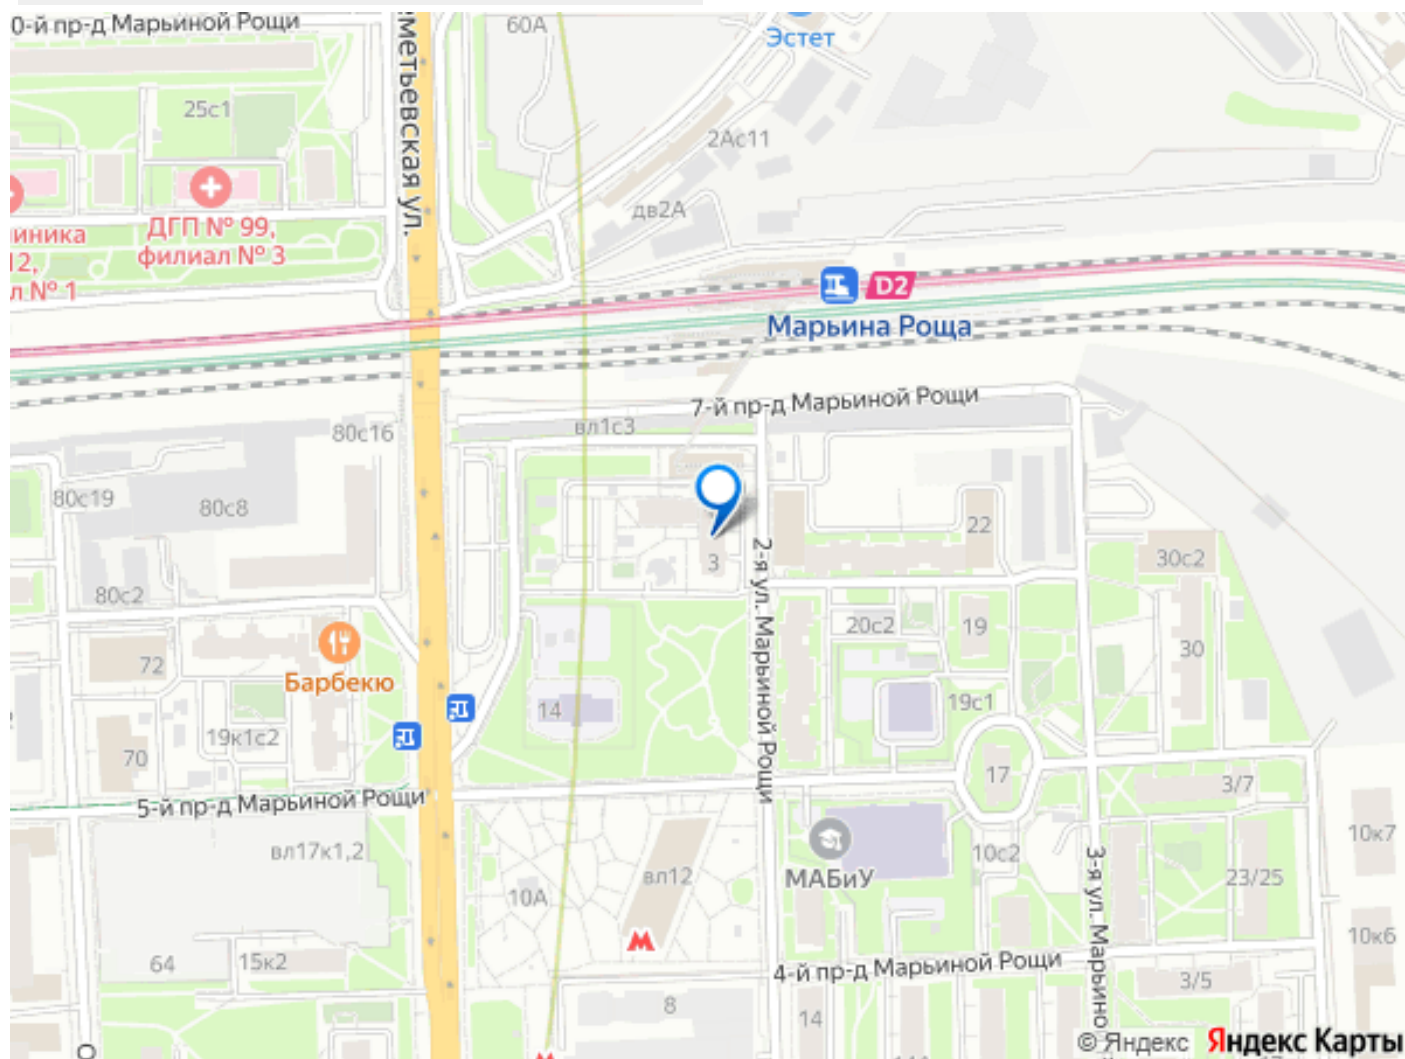 0-й пр-д Марьиной Рощи
60А
Эстет
метьевская ул.
25с1
2Ас11
дв2А
ДГП № 99,
филиал № 3
иника
12,
л № 1
D2
Марьина Роща
7-й пр-д Марьиной Рощи
вл1с3
80с16
80с19
80с8
22
3
2-я ул. Марьиной Рощи
30с2
80с2
20с2
19
30
72
Барбекю
14
19с1
19к1с2
70
17
3/7
5-й пр-д Марьиной Рощи
10к7
вл17к1,2
10с2
МАБиУ
вл12
10А
23/25
3-я ул. Марьино
10к6
64
15к2
4-й пр-д Марьиной Рощи
3/5
8
14
© Яндекс Яндекс Карты